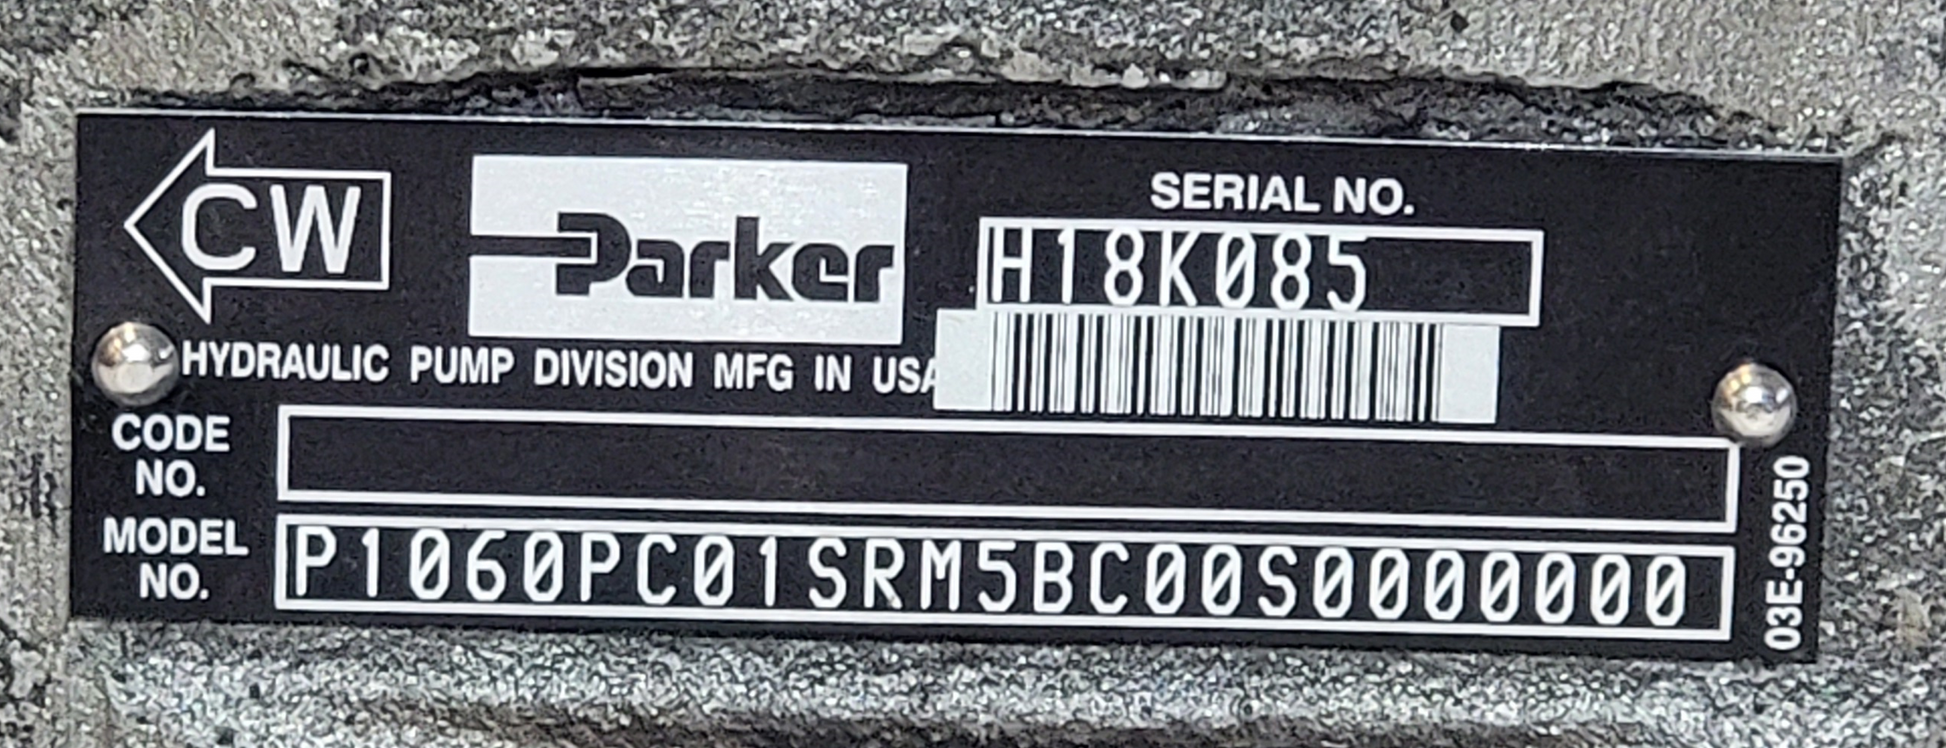 CW
Parker
SERIAL NO.
H18K085
HYDRAULIC PUMP DIVISION MFG IN USA
CODE NO.
MODEL NO.
P1060PC01SRM5BC00S0000000
03E-96250